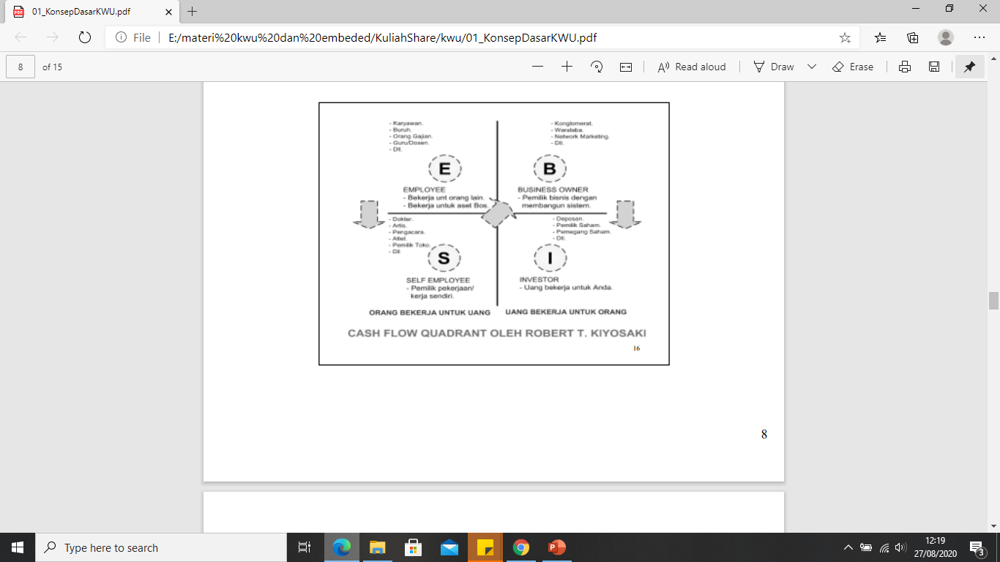 01_KonsepDasarKWU.pdf
File
E:/materi%20kwu%20dan%20embeded/KuliahShare/kwu/01_KonsepDasarKWU.pdf
8
of 15
Read aloud
Draw
Erase
- Karyawan.
- Buruh.
- Orang Gajian.
- Guru/Dosen.
- Dll.
E
EMPLOYEE
- Bekerja unt orang lain.
- Bekerja untuk aset Bos.
- Konglomerat.
- Waralaba.
- Network Marketing.
- Dll.
B
BUSINESS OWNER
- Pemilik bisnis dengan
membangun sistem.
- Dokter.
- Artis.
- Pengacara.
- Atlet.
- Pemilik Toko.
- Dll
S
SELF EMPLOYEE
- Pemilik pekerjaan/
kerja sendiri.
- Deposan.
- Pemilik Saham.
- Pemegang Saham.
- Dll.
I
INVESTOR
- Uang bekerja untuk Anda.
ORANG BEKERJA UNTUK UANG
UANG BEKERJA UNTUK ORANG
CASH FLOW QUADRANT OLEH ROBERT T. KIYOSAKI
16
8
Type here to search
12:19
27/08/2020
3